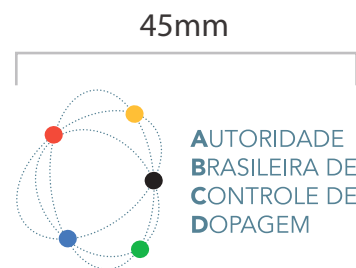 45mm
AUTORIDADE
BRASILEIRA DE
CONTROLE DE
DOPAGEM